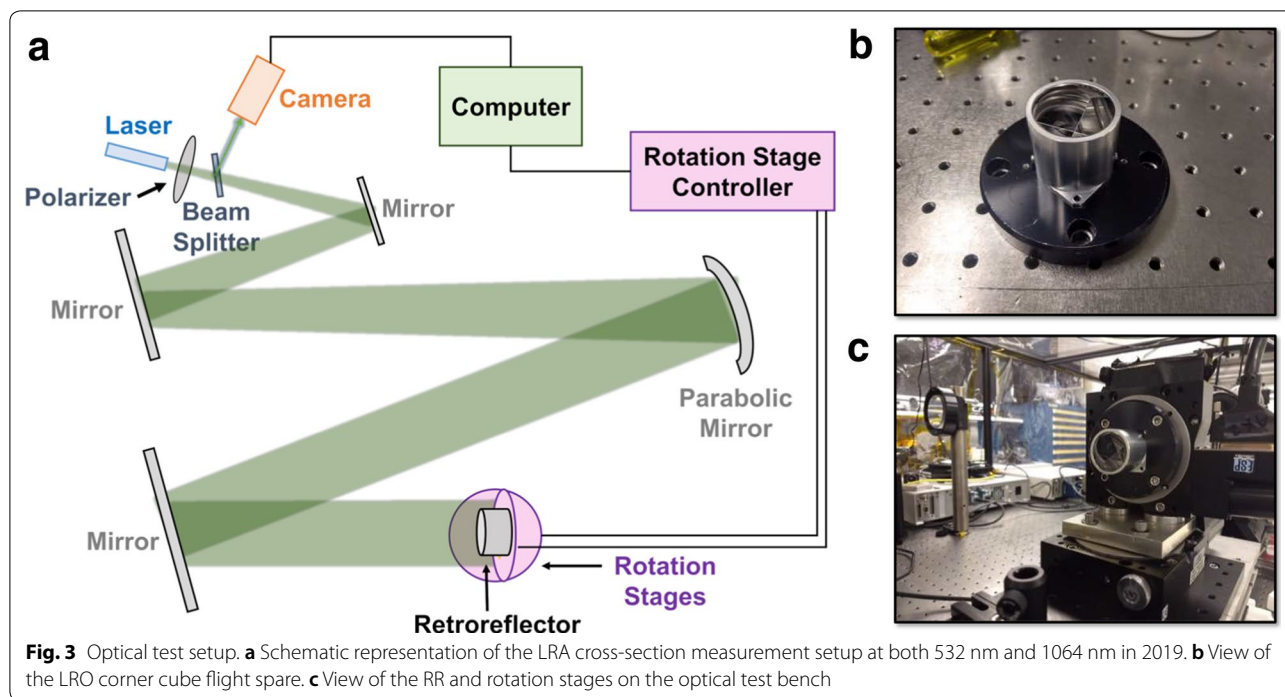 a
Camera
Laser
Computer
Polarizer
Beam
Splitter
Mirror
Rotation Stage
Controller
Mirror
Parabolic
Mirror
Mirror
Rotation
Stages
Retroreflector
b
c
ESP
Fig. 3 Optical test setup. a Schematic representation of the LRA cross-section measurement setup at both 532 nm and 1064 nm in 2019. b View of
the LRO corner cube flight spare. c View of the RR and rotation stages on the optical test bench